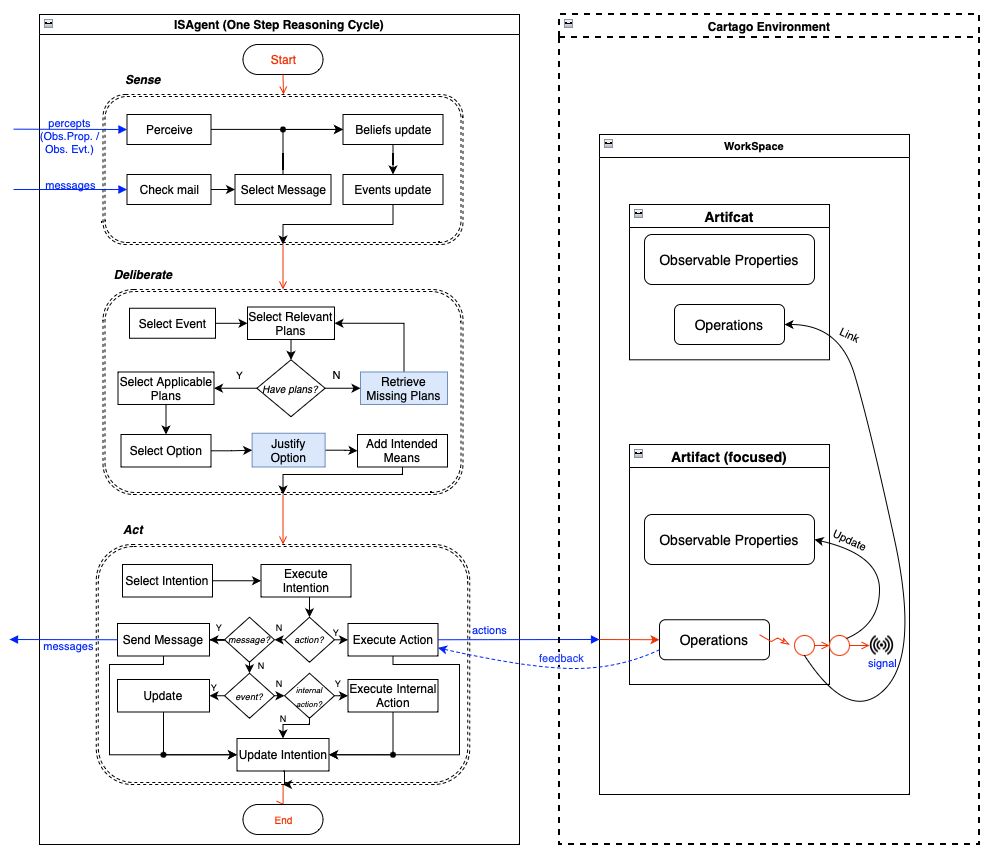 ISAgent (One Step Reasoning Cycle)
Start
Sense
percepts
(Obs.Prop. /
Obs. Evt.)
Perceive
Beliefs update
messages
Check mail
Select Message
Events update
Deliberate
Select Event
Select Relevant
Plans
Have plans?
Y
N
Select Applicable
Plans
Retrieve
Missing Plans
Select Option
Justify
Option
Add Intended
Means
Act
Select Intention
Execute
Intention
Send Message
Y
message?
N
action?
Y
Execute Action
messages
N
Update
Y
event?
N
internal
action?
Y
Execute Internal
Action
N
Update Intention
End
actions
feedback
Cartago Environment
WorkSpace
Artifcat
Observable Properties
Operations
Link
Artifact (focused)
Observable Properties
Update
Operations
signal